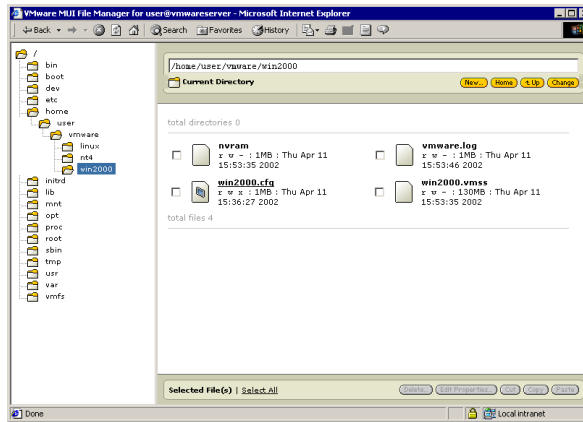 VMware MUI File Manager for user@vmwareserver - Microsoft Internet Explorer
Back Search Favorites History
/
bin
boot
dev
etc
home
user
vmware
linux
nt4
win2000
initrd
lib
mnt
opt
proc
root
sbin
tmp
usr
var
vmfs
/home/user/vmware/win2000
Current Directory New... Home t Up Change
total directories 0
nvram
r w - : 1MB : Thu Apr 11
15:53:35 2002
vmware.log
r w - : 1MB : Thu Apr 11
15:53:46 2002
win2000.cfg
r w x : 1MB : Thu Apr 11
15:36:27 2002
win2000.vmss
r w - : 130MB : Thu Apr 11
15:53:35 2002
total files 4
Selected File(s) | Select All Delete... Edit Properties... Cut Copy Paste
Done Local intranet